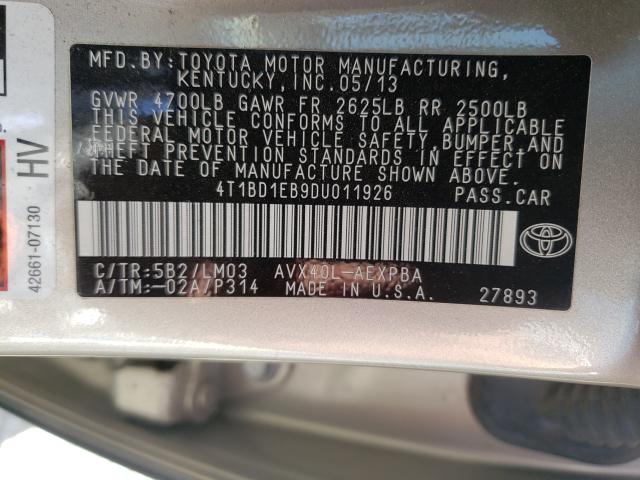 MFD.BY:TOYOTA MOTOR MANUFACTURING,
KENTUCKY,INC.05/13
GVWR 4700LB GAWR FR 2625LB RR 2500LB
THIS VEHICLE CONFORMS TO ALL APPLICABLE
FEDERAL MOTOR VEHICLE SAFETY,BUMPER,AND
THEFT PREVENTION STANDARDS IN EFFECT ON
THE DATE OF MANUFACTURE SHOWN ABOVE.
4T1BD1EB9DU011926 PASS.CAR
C/TR:5B2/LM03 AVX40L-AEXPBA
A/TM:-02A/P314 MADE IN U.S.A. 27893
HV
42661-07130